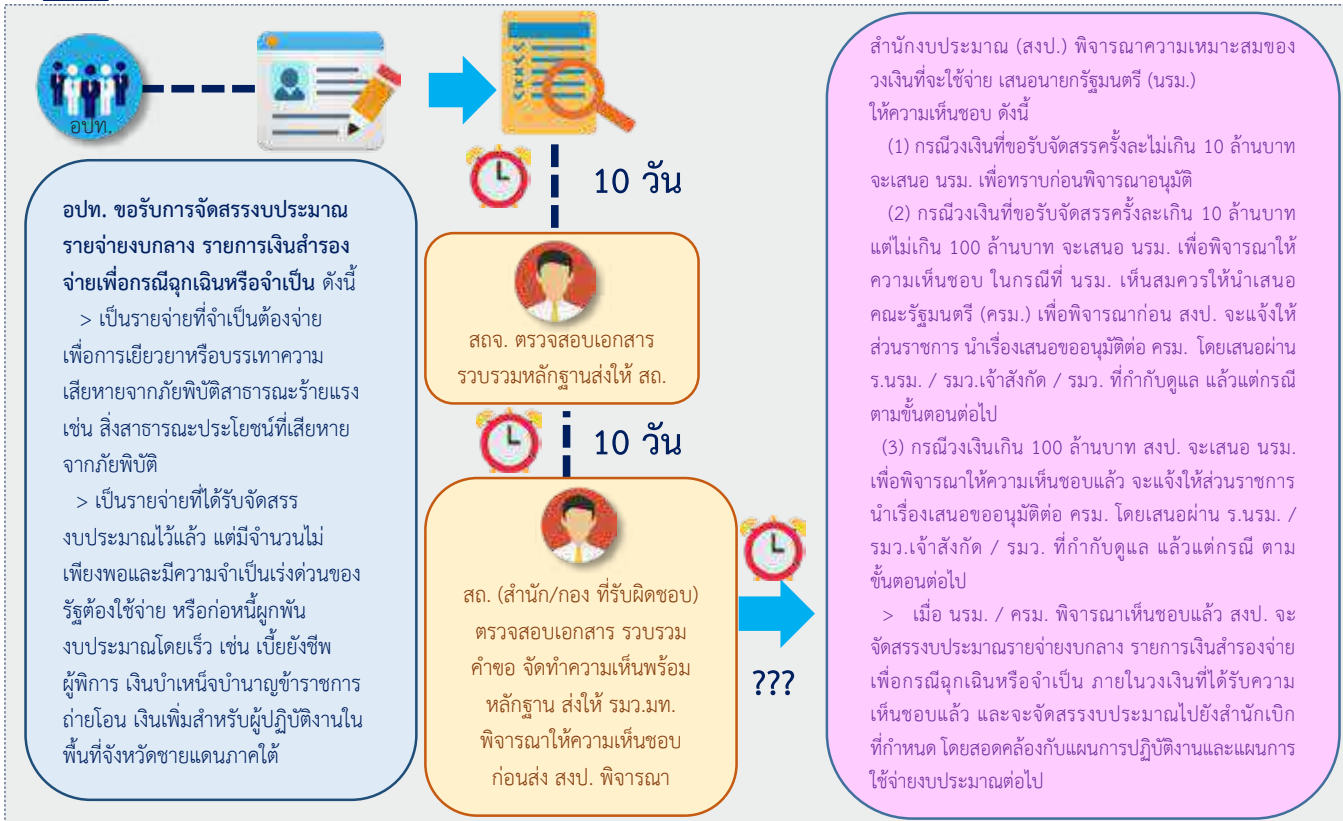 อปท.
อปท. ขอรับการจัดสรรงบประมาณ
รายจ่ายงบกลาง รายการเงินสำรอง
จ่ายเพื่อกรณีฉุกเฉินหรือจำเป็น ดังนี้
> เป็นรายจ่ายที่จำเป็นต้องจ่าย
เพื่อการเยียวยาหรือบรรเทาความ
เสียหายจากภัยพิบัติสาธารณะร้ายแรง
เช่น สิ่งสาธารณะประโยชน์ที่เสียหาย
จากภัยพิบัติ
> เป็นรายจ่ายที่ได้รับจัดสรร
งบประมาณไว้แล้ว แต่มีจำนวนไม่
เพียงพอและมีความจำเป็นเร่งด่วนของ
รัฐต้องใช้จ่าย หรือก่อหนี้ผูกพัน
งบประมาณโดยเร็ว เช่น เบี้ยยังชีพ
ผู้พิการ เงินบำเหน็จบำนาญข้าราชการ
ถ่ายโอน เงินเพิ่มสำหรับผู้ปฏิบัติงานใน
พื้นที่จังหวัดชายแดนภาคใต้
10 วัน
สถจ. ตรวจสอบเอกสาร
รวบรวมหลักฐานส่งให้ สถ.
10 วัน
สถ. (สำนัก/กอง ที่รับผิดชอบ)
ตรวจสอบเอกสาร รวบรวม
คำขอ จัดทำความเห็นพร้อม
หลักฐาน ส่งให้ รมว.มท.
พิจารณาให้ความเห็นชอบ
ก่อนส่ง สงป. พิจารณา
???
สำนักงบประมาณ (สงป.) พิจารณาความเหมาะสมของ
วงเงินที่จะใช้จ่าย เสนอนายกรัฐมนตรี (นรม.)
ให้ความเห็นชอบ ดังนี้
(1) กรณีวงเงินที่ขอรับจัดสรรครั้งละไม่เกิน 10 ล้านบาท
จะเสนอ นรม. เพื่อทราบก่อนพิจารณาอนุมัติ
(2) กรณีวงเงินที่ขอรับจัดสรรครั้งละเกิน 10 ล้านบาท
แต่ไม่เกิน 100 ล้านบาท จะเสนอ นรม. เพื่อพิจารณาให้
ความเห็นชอบ ในกรณีที่ นรม. เห็นสมควรให้นำเสนอ
คณะรัฐมนตรี (ครม.) เพื่อพิจารณาก่อน สงป. จะแจ้งให้
ส่วนราชการ นำเรื่องเสนอขออนุมัติต่อ ครม. โดยเสนอผ่าน
ร.นรม. / รมว.เจ้าสังกัด / รมว. ที่กำกับดูแล แล้วแต่กรณี
ตามขั้นตอนต่อไป
(3) กรณีวงเงินเกิน 100 ล้านบาท สงป. จะเสนอ นรม.
เพื่อพิจารณาให้ความเห็นชอบแล้ว จะแจ้งให้ส่วนราชการ
นำเรื่องเสนอขออนุมัติต่อ ครม. โดยเสนอผ่าน ร.นรม. /
รมว.เจ้าสังกัด / รมว. ที่กำกับดูแล แล้วแต่กรณี ตาม
ขั้นตอนต่อไป
> เมื่อ นรม. / ครม. พิจารณาเห็นชอบแล้ว สงป. จะ
จัดสรรงบประมาณรายจ่ายงบกลาง รายการเงินสำรองจ่าย
เพื่อกรณีฉุกเฉินหรือจำเป็น ภายในวงเงินที่ได้รับความ
เห็นชอบแล้ว และจะจัดสรรงบประมาณไปยังสำนักเบิก
ที่กำหนด โดยสอดคล้องกับแผนการปฏิบัติงานและแผนการ
ใช้จ่ายงบประมาณต่อไป